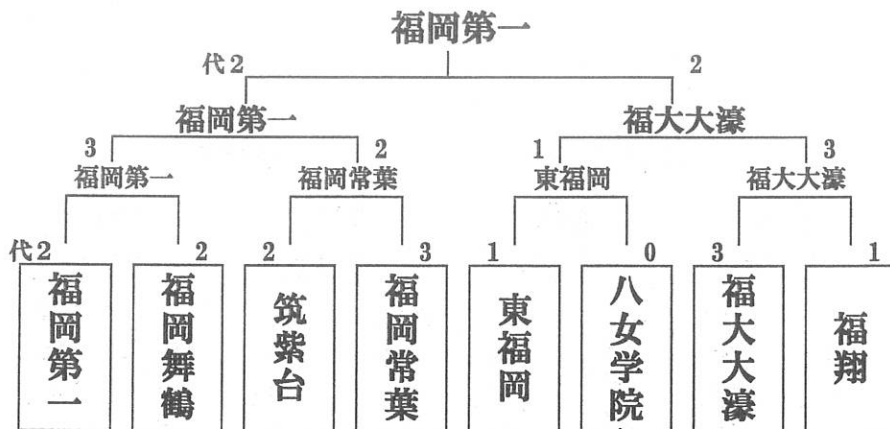 福岡第一
代2 2
福岡第一 福大大濠
3 2 1 3
福岡第一 福岡常葉 東福岡 福大大濠
代2 2 2 3 1 0 3 1
福岡第一
福岡舞鶴
筑紫台
福岡常葉
東福岡
八女学院
福大大濠
福翔